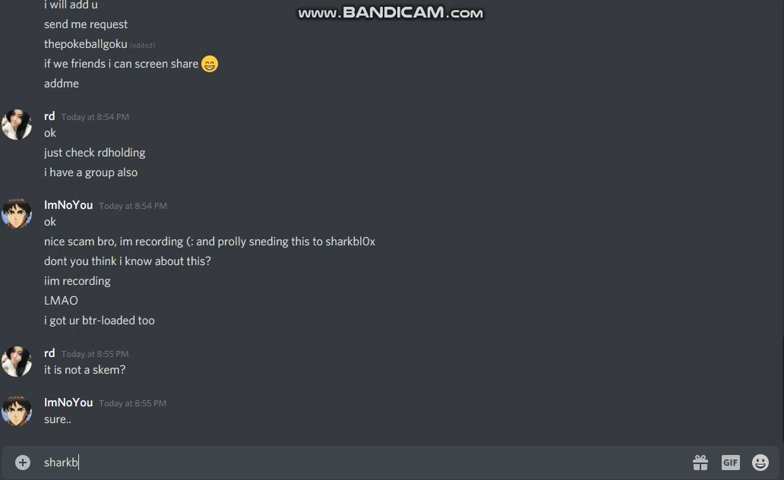 www.BANDICAM.com
i will add u
send me request
thepokeballgoku (edited)
if we friends i can screen share
addme
rd Today at 8:54 PM
ok
just check rdholding
i have a group also
ImNoYou Today at 8:54 PM
ok
nice scam bro, im recording (: and prolly sneding this to sharkbl0x
dont you think i know about this?
iim recording
LMAO
i got ur btr-loaded too
rd Today at 8:55 PM
it is not a skem?
ImNoYou Today at 8:55 PM
sure..
sharkb
GIF